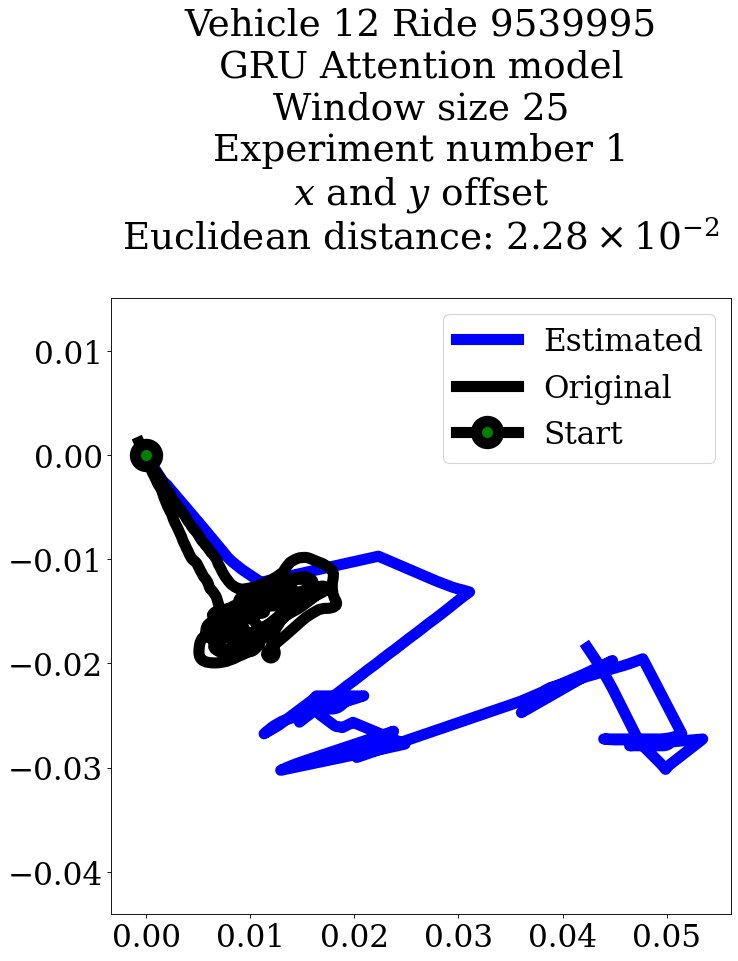 Vehicle 12 Ride 9539995
GRU Attention model
Window size 25
Experiment number 1
x and y offset
Euclidean distance: 2.28 × 10⁻²
Estimated
Original
Start
0.01
0.00
−0.01
−0.02
−0.03
−0.04
0.00 0.01 0.02 0.03 0.04 0.05